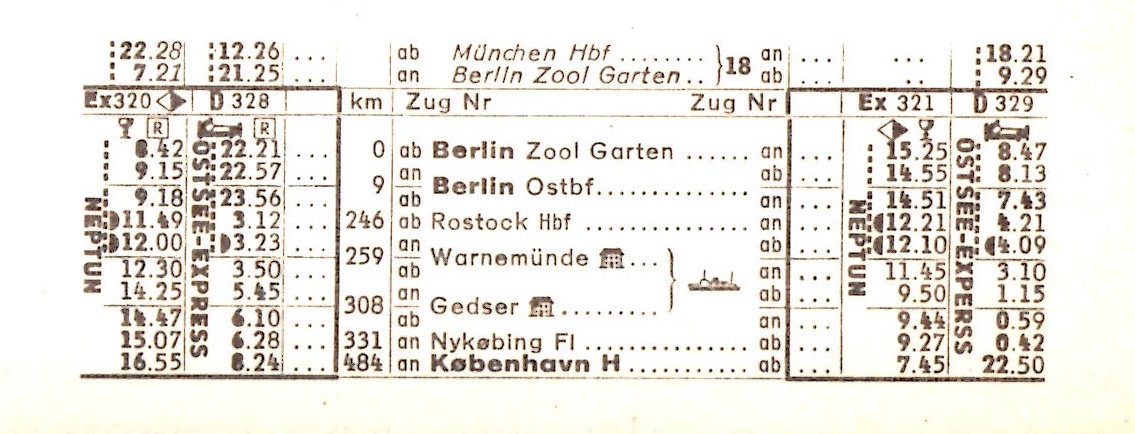 22.28 12.26 ... ab München Hbf ........ } 18 an ... ... 18.21
7.21 21.25 ... an Berlin Zool Garten .. ab ... .. 9.29
Ex320 D 328 km Zug Nr Zug Nr Ex 321 D 329
R R
8.42 22.21 ... 0 ab Berlin Zool Garten ...... an ... 15.25 8.47
9.15 22.57 ... 9 an Berlin Ostbf.............. ab ... 14.55 8.13
9.18 23.56 ... ab an ... 14.51 7.43
11.49 3.12 ... 246 ab Rostock Hbf ............... an ... 12.21 4.21
12.00 3.23 ... 259 an Warnemünde ... ab ... 12.10 4.09
12.30 3.50 ... ab an ... 11.45 3.10
14.25 5.45 ... 308 an Gedser ......... ab ... 9.50 1.15
14.47 6.10 ... ab an ... 9.44 0.59
15.07 6.28 ... 331 an Nykøbing Fl ............... ab ... 9.27 0.42
16.55 8.24 ... 484 an København H ........... ab ... 7.45 22.50
NEPTUN
OSTSEE-EXPRESS
NEPTUN
OSTSEE-EXPERSS